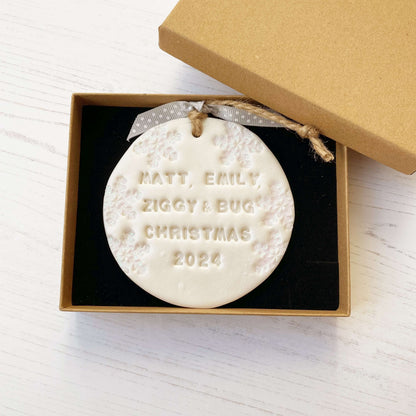 MATT, EMILY,
ZIGGY & BUG
CHRISTMAS
2024